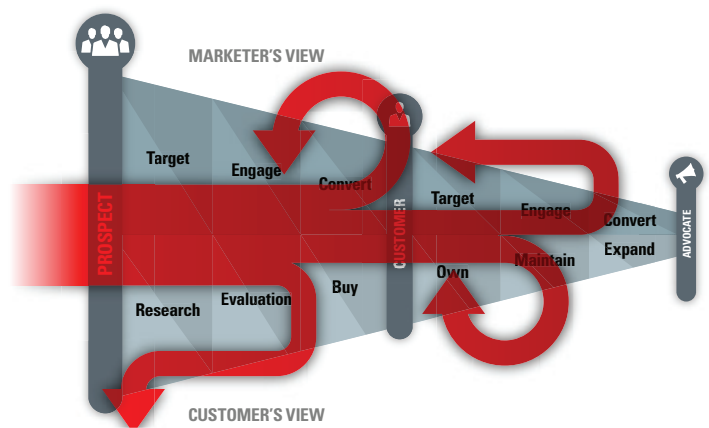 MARKETER'S VIEW
PROSPECT
Target
Engage
Convert
CUSTOMER
Target
Engage
Convert
ADVOCATE
Research
Evaluation
Buy
Own
Maintain
Expand
CUSTOMER'S VIEW